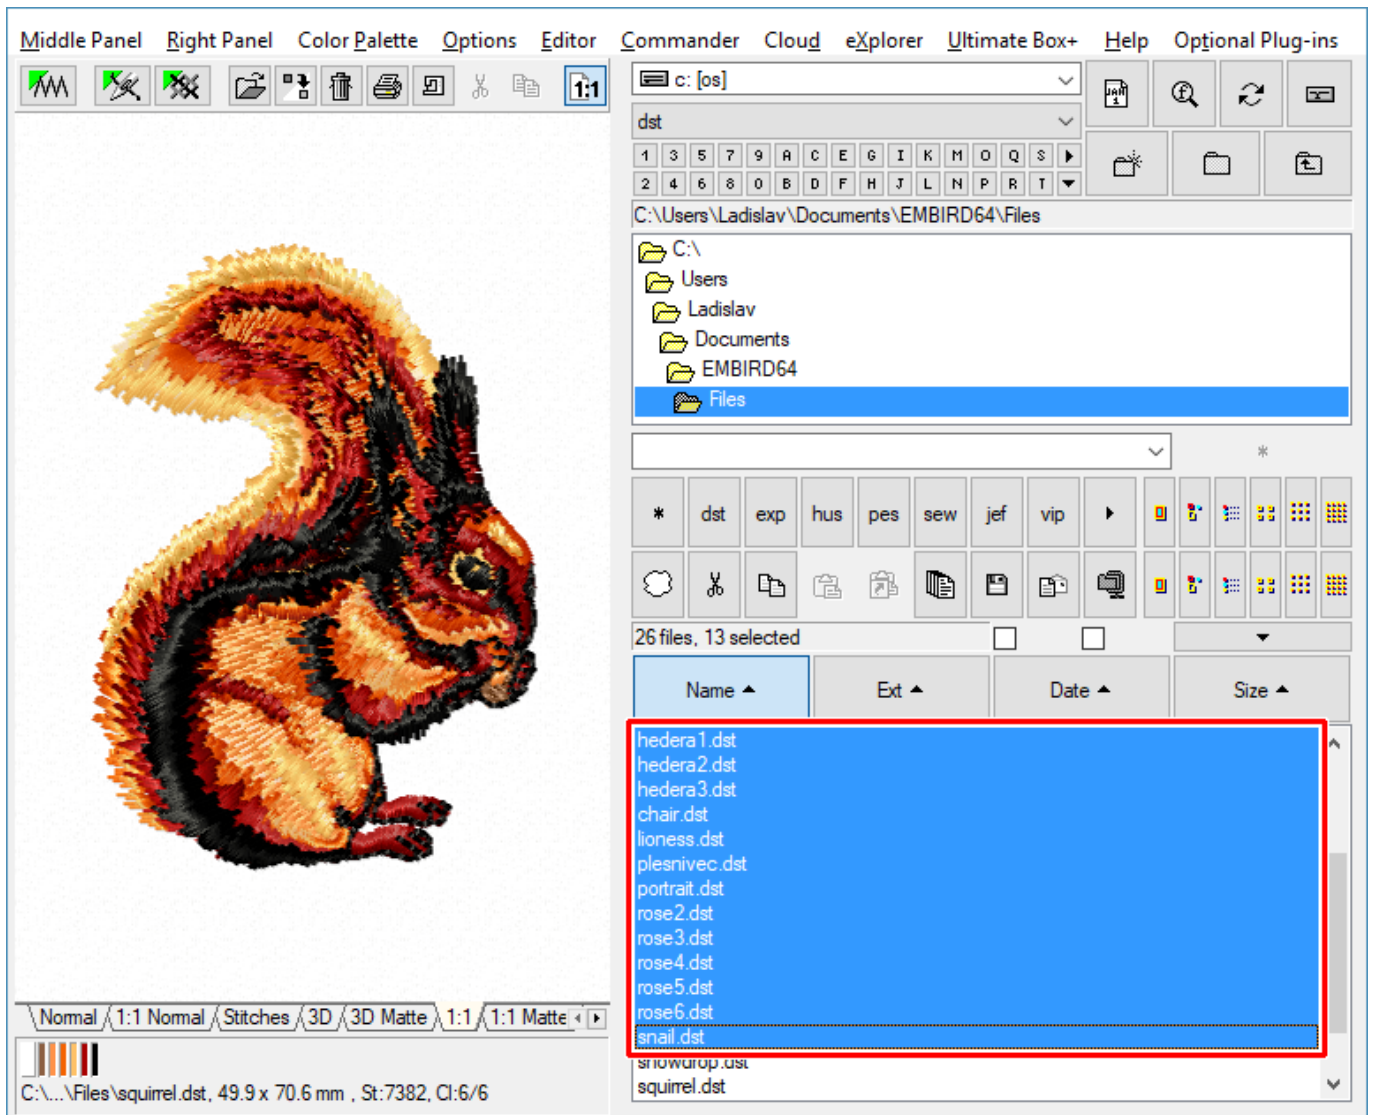 Middle Panel Right Panel Color Palette Options Editor Commander Cloud eXplorer Ultimate Box+ Help Optional Plug-ins
1:1
c: [os]
JAN 1
dst
1 3 5 7 9 A C E G I K M O Q S
2 4 6 8 0 B D F H J L N P R T
C:\Users\Ladislav\Documents\EMBIRD64\Files
C:\
Users
Ladislav
Documents
EMBIRD64
Files
*
* dst exp hus pes sew jef vip
26 files, 13 selected
Name Ext Date Size
hedera1.dst
hedera2.dst
hedera3.dst
chair.dst
lioness.dst
plesnivec.dst
portrait.dst
rose2.dst
rose3.dst
rose4.dst
rose5.dst
rose6.dst
snail.dst
snowdrop.dst
squirrel.dst
Normal 1:1 Normal Stitches 3D 3D Matte 1:1 1:1 Matte
C:\...\Files\squirrel.dst, 49.9 x 70.6 mm , St:7382, Cl:6/6